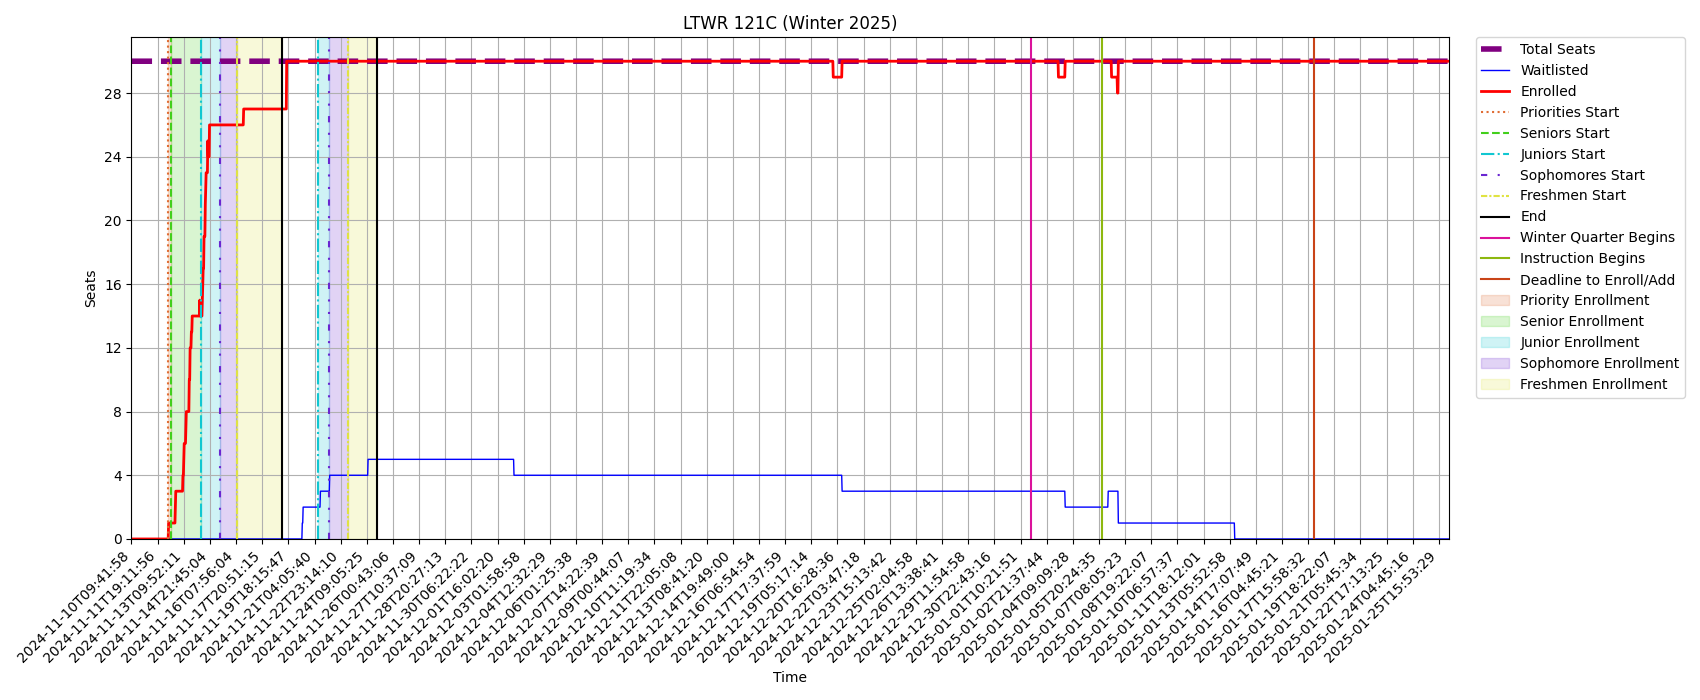 LTWR 121C (Winter 2025)
Seats
28
24
20
16
12
8
4
0
2024-11-10T09:41:58
2024-11-11T19:11:56
2024-11-13T09:52:11
2024-11-14T21:45:04
2024-11-16T07:56:04
2024-11-17T20:51:15
2024-11-19T18:15:47
2024-11-21T04:05:40
2024-11-22T23:14:10
2024-11-24T09:05:25
2024-11-26T00:43:06
2024-11-27T10:37:09
2024-11-28T20:27:13
2024-11-30T06:22:22
2024-12-01T16:02:20
2024-12-03T01:58:58
2024-12-04T12:32:29
2024-12-06T01:25:38
2024-12-07T14:22:39
2024-12-09T00:44:07
2024-12-10T11:19:34
2024-12-11T22:05:08
2024-12-13T08:41:20
2024-12-14T19:49:00
2024-12-16T06:54:54
2024-12-17T17:37:59
2024-12-19T05:17:14
2024-12-20T16:28:36
2024-12-22T03:47:18
2024-12-23T15:13:42
2024-12-25T02:04:58
2024-12-26T13:38:41
2024-12-29T11:54:58
2024-12-30T22:43:16
2025-01-01T10:21:51
2025-01-02T21:37:44
2025-01-04T09:09:28
2025-01-05T20:24:35
2025-01-07T08:05:23
2025-01-08T19:22:07
2025-01-10T06:57:37
2025-01-11T18:12:01
2025-01-13T05:52:58
2025-01-14T17:07:49
2025-01-16T04:45:21
2025-01-17T15:58:32
2025-01-19T18:22:07
2025-01-21T05:45:34
2025-01-22T17:13:25
2025-01-24T04:45:16
2025-01-25T15:53:29
Time
Total Seats
Waitlisted
Enrolled
Priorities Start
Seniors Start
Juniors Start
Sophomores Start
Freshmen Start
End
Winter Quarter Begins
Instruction Begins
Deadline to Enroll/Add
Priority Enrollment
Senior Enrollment
Junior Enrollment
Sophomore Enrollment
Freshmen Enrollment